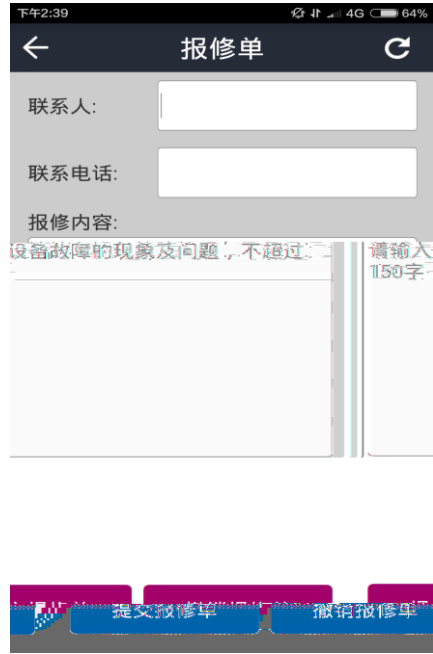 下午2:39 4G 64%
报修单
联系人:
联系电话:
报修内容:
设备故障的现象及问题，不超过 请输入
150字
提交报修单 撤销报修单